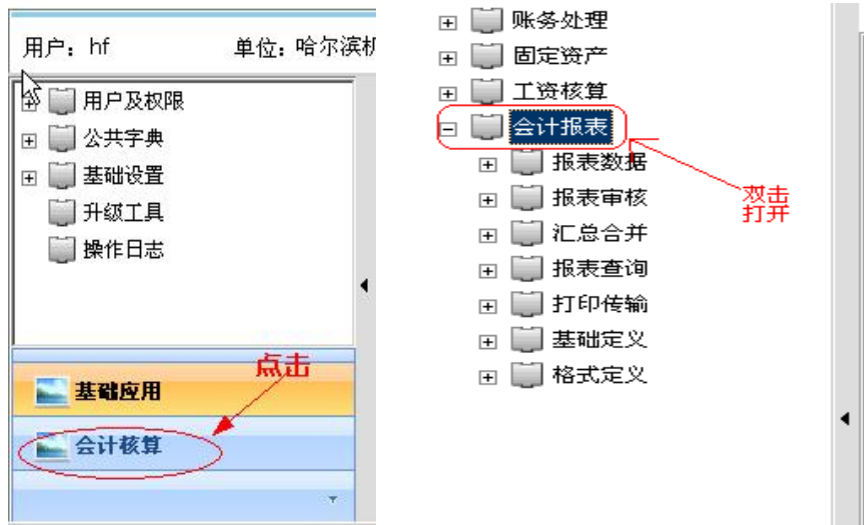 用户：hf 单位：哈尔滨机
用户及权限
公共字典
基础设置
升级工具
操作日志
点击
基础应用
会计核算
账务处理
固定资产
工资核算
会计报表
报表数据
报表审核
汇总合并
报表查询
打印传输
基础定义
格式定义
双击
打开